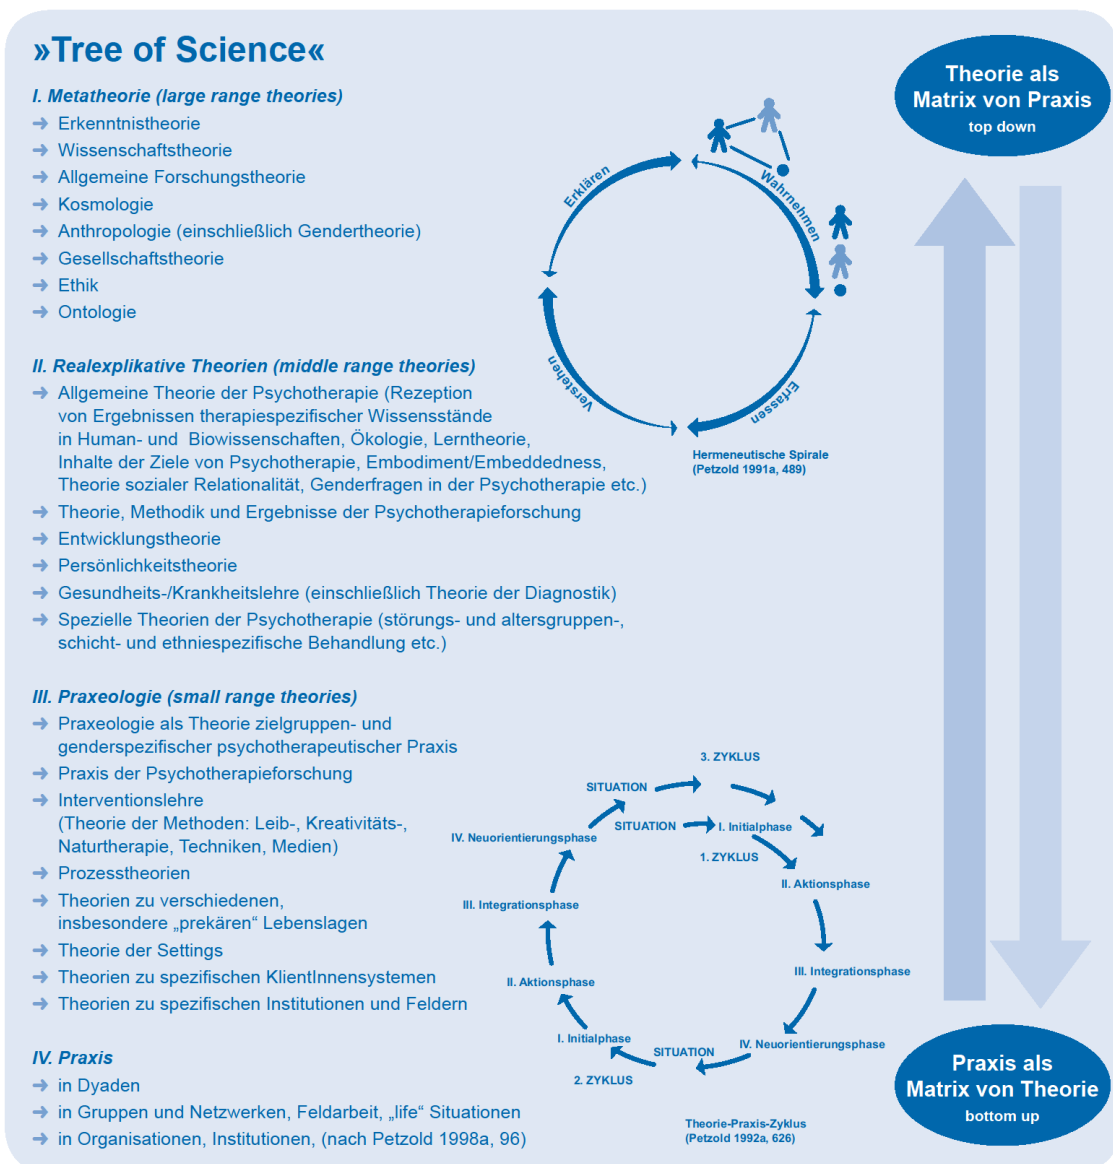 »Tree of Science«
I. Metatheorie (large range theories)
➔ Erkenntnistheorie
➔ Wissenschaftstheorie
➔ Allgemeine Forschungstheorie
➔ Kosmologie
➔ Anthropologie (einschließlich Gendertheorie)
➔ Gesellschaftstheorie
➔ Ethik
➔ Ontologie
II. Realexplikative Theorien (middle range theories)
➔ Allgemeine Theorie der Psychotherapie (Rezeption
von Ergebnissen therapiespezifischer Wissensstände
in Human- und Biowissenschaften, Ökologie, Lerntheorie,
Inhalte der Ziele von Psychotherapie, Embodiment/Embeddedness,
Theorie sozialer Relationalität, Genderfragen in der Psychotherapie etc.)
➔ Theorie, Methodik und Ergebnisse der Psychotherapieforschung
➔ Entwicklungstheorie
➔ Persönlichkeitstheorie
➔ Gesundheits-/Krankheitslehre (einschließlich Theorie der Diagnostik)
➔ Spezielle Theorien der Psychotherapie (störungs- und altersgruppen-,
schicht- und ethniespezifische Behandlung etc.)
III. Praxeologie (small range theories)
➔ Praxeologie als Theorie zielgruppen- und
genderspezifischer psychotherapeutischer Praxis
➔ Praxis der Psychotherapieforschung
➔ Interventionslehre
(Theorie der Methoden: Leib-, Kreativitäts-,
Naturtherapie, Techniken, Medien)
➔ Prozesstheorien
➔ Theorien zu verschiedenen,
insbesondere „prekären“ Lebenslagen
➔ Theorie der Settings
➔ Theorien zu spezifischen KlientInnensystemen
➔ Theorien zu spezifischen Institutionen und Feldern
IV. Praxis
➔ in Dyaden
➔ in Gruppen und Netzwerken, Feldarbeit, „life“ Situationen
➔ in Organisationen, Institutionen, (nach Petzold 1998a, 96)
Erklären
Wahrnehmen
Verstehen
Erfassen
Hermeneutische Spirale
(Petzold 1991a, 489)
3. ZYKLUS
SITUATION
SITUATION
I. Initialphase
IV. Neuorientierungsphase
1. ZYKLUS
II. Aktionsphase
III. Integrationsphase
III. Integrationsphase
II. Aktionsphase
I. Initialphase
SITUATION
IV. Neuorientierungsphase
2. ZYKLUS
Theorie-Praxis-Zyklus
(Petzold 1992a, 626)
Theorie als
Matrix von Praxis
top down
Praxis als
Matrix von Theorie
bottom up